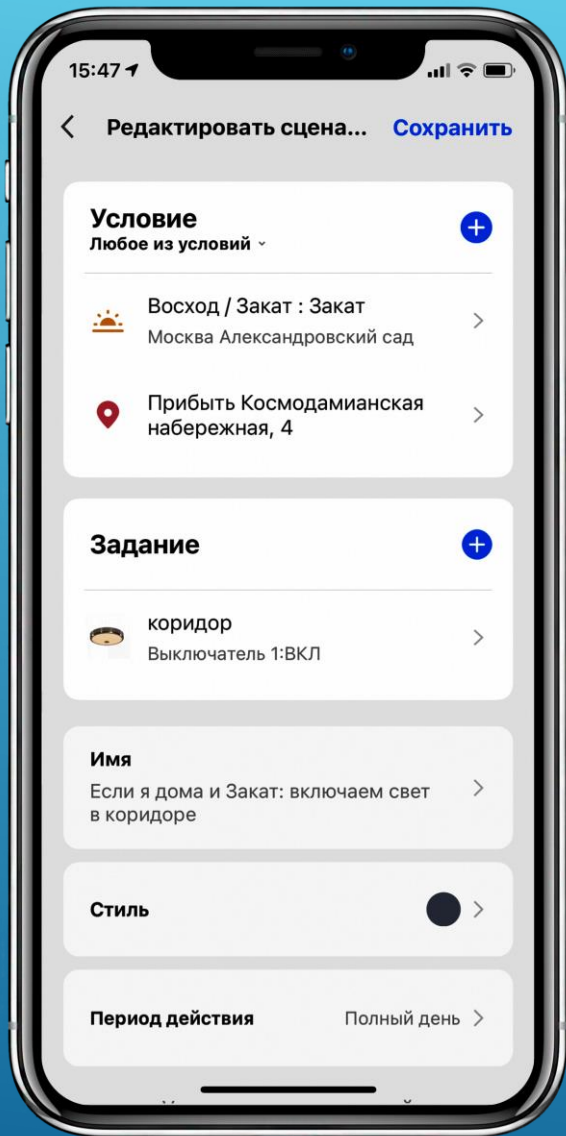 15:47
Редактировать сцена... Сохранить
Условие
Любое из условий
Восход / Закат : Закат
Москва Александровский сад
Прибыть Космодамианская
набережная, 4
Задание
коридор
Выключатель 1:ВКЛ
Имя
Если я дома и Закат: включаем свет
в коридоре
Стиль
Период действия Полный день